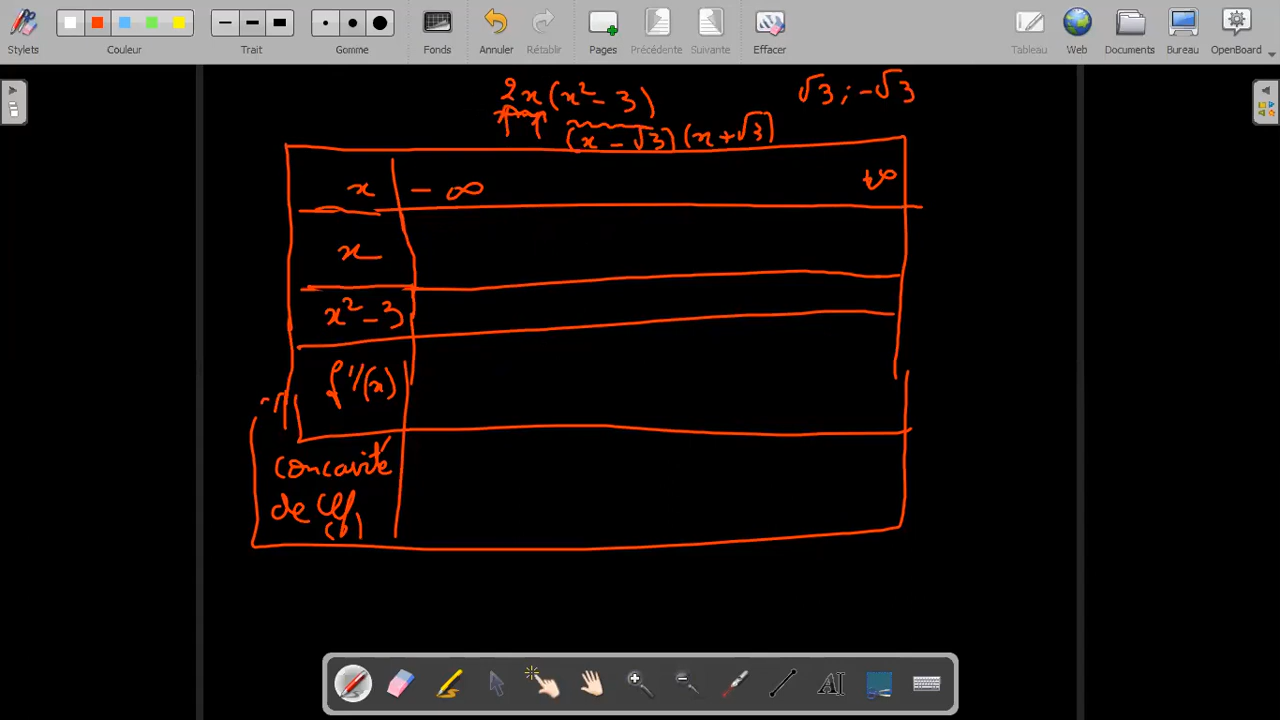 Stylets Couleur Trait Gomme Fonds Annuler Rétablir Pages Précédente Suivante Effacer Tableau Web Documents Bureau OpenBoard
2x(x² - 3) √3 ; -√3
(x - √3)(x + √3)
x - ∞ +∞
x
x² - 3
f''(x)
concavité
de Cf